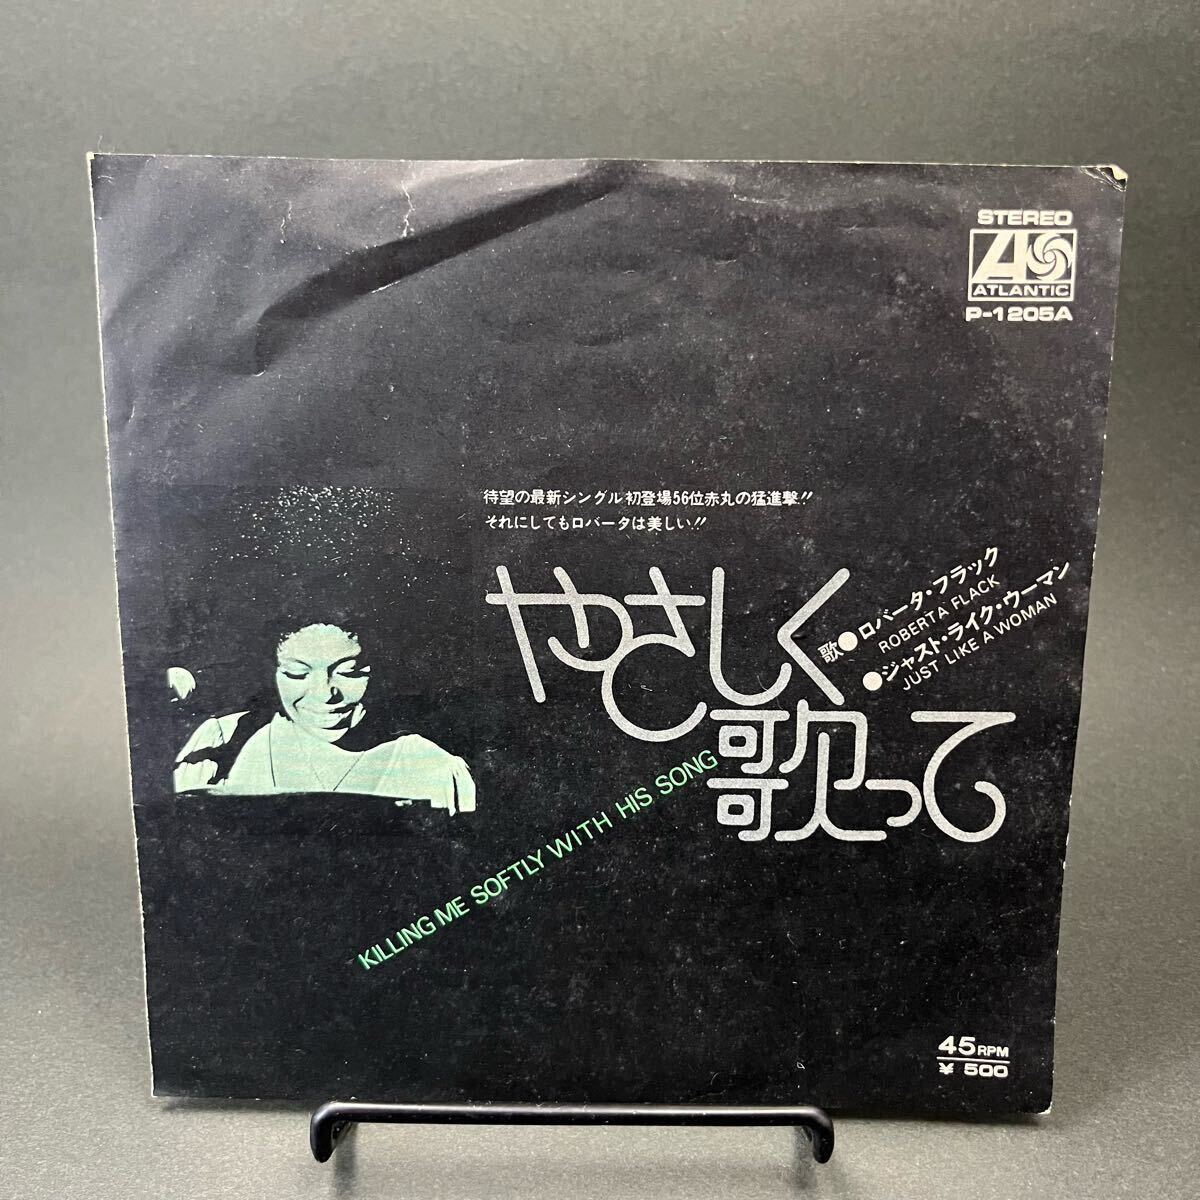 STEREO
ATLANTIC
P-1205A
待望の最新シングル初登場56位赤丸の猛進撃!!
それにしてもロバータは美しい!!
やさしく
歌って
歌●ロバータ・フラック
ROBERTA FLACK
●ジャスト・ライク・ウーマン
JUST LIKE A WOMAN
KILLING ME SOFTLY WITH HIS SONG
45RPM
¥ 500